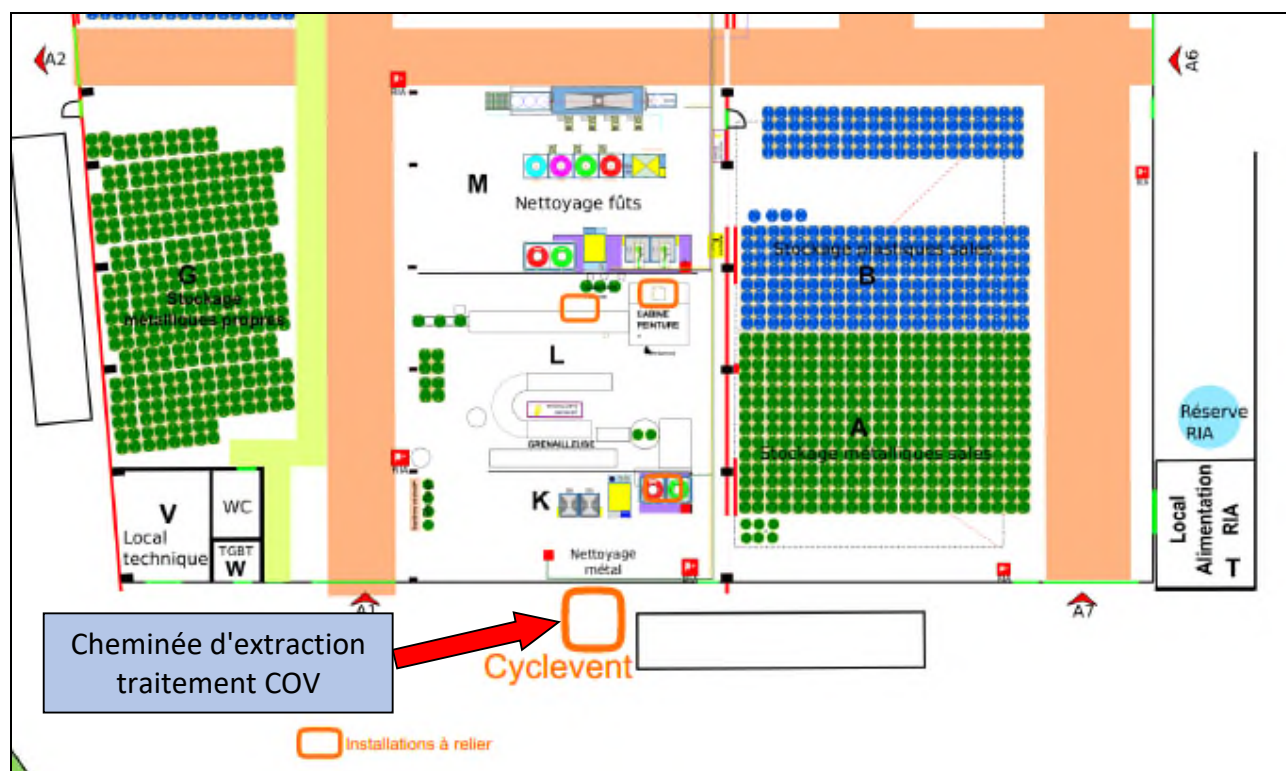 A2
A6
RIA
M
Nettoyage fûts
Stockage plastiques sales
B
G
Stockage
métalliques propres
CABINE
PEINTURE
L
GRENAILLEUSE
A
Stockage métalliques sales
RIA
Réserve
RIA
V
Local
technique
WC
TGBT
W
K
Nettoyage
métal
Local
Alimentation
RIA
T
A1
A7
Cheminée d'extraction
traitement COV
Cyclevent
Installations à relier